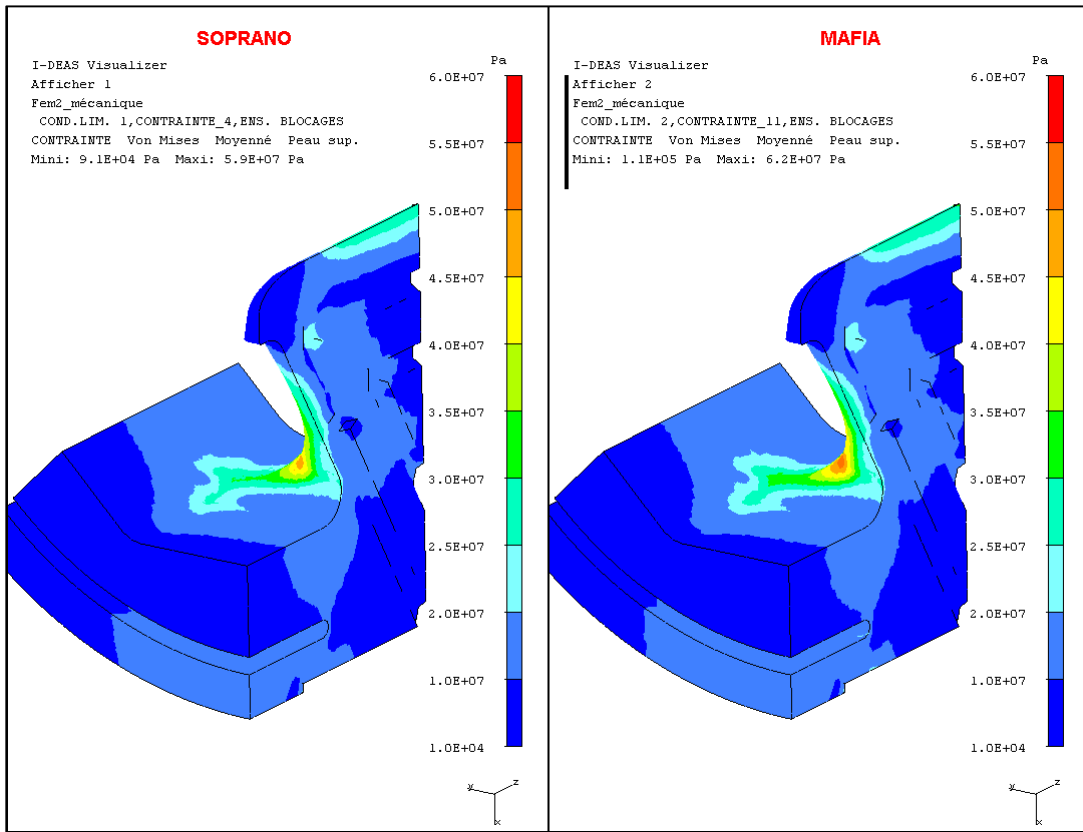 SOPRANO
I-DEAS Visualizer
Afficher 1
Fem2_mécanique
COND.LIM. 1,CONTRAINTE_4,ENS. BLOCAGES
CONTRAINTE Von Mises Moyenné Peau sup.
Mini: 9.1E+04 Pa Maxi: 5.9E+07 Pa
Pa
6.0E+07
5.5E+07
5.0E+07
4.5E+07
4.0E+07
3.5E+07
3.0E+07
2.5E+07
2.0E+07
1.0E+07
1.0E+04
y z
x
MAFIA
I-DEAS Visualizer
Afficher 2
Fem2_mécanique
COND.LIM. 2,CONTRAINTE_11,ENS. BLOCAGES
CONTRAINTE Von Mises Moyenné Peau sup.
Mini: 1.1E+05 Pa Maxi: 6.2E+07 Pa
Pa
6.0E+07
5.5E+07
5.0E+07
4.5E+07
4.0E+07
3.5E+07
3.0E+07
2.5E+07
2.0E+07
1.0E+07
1.0E+04
y z
x